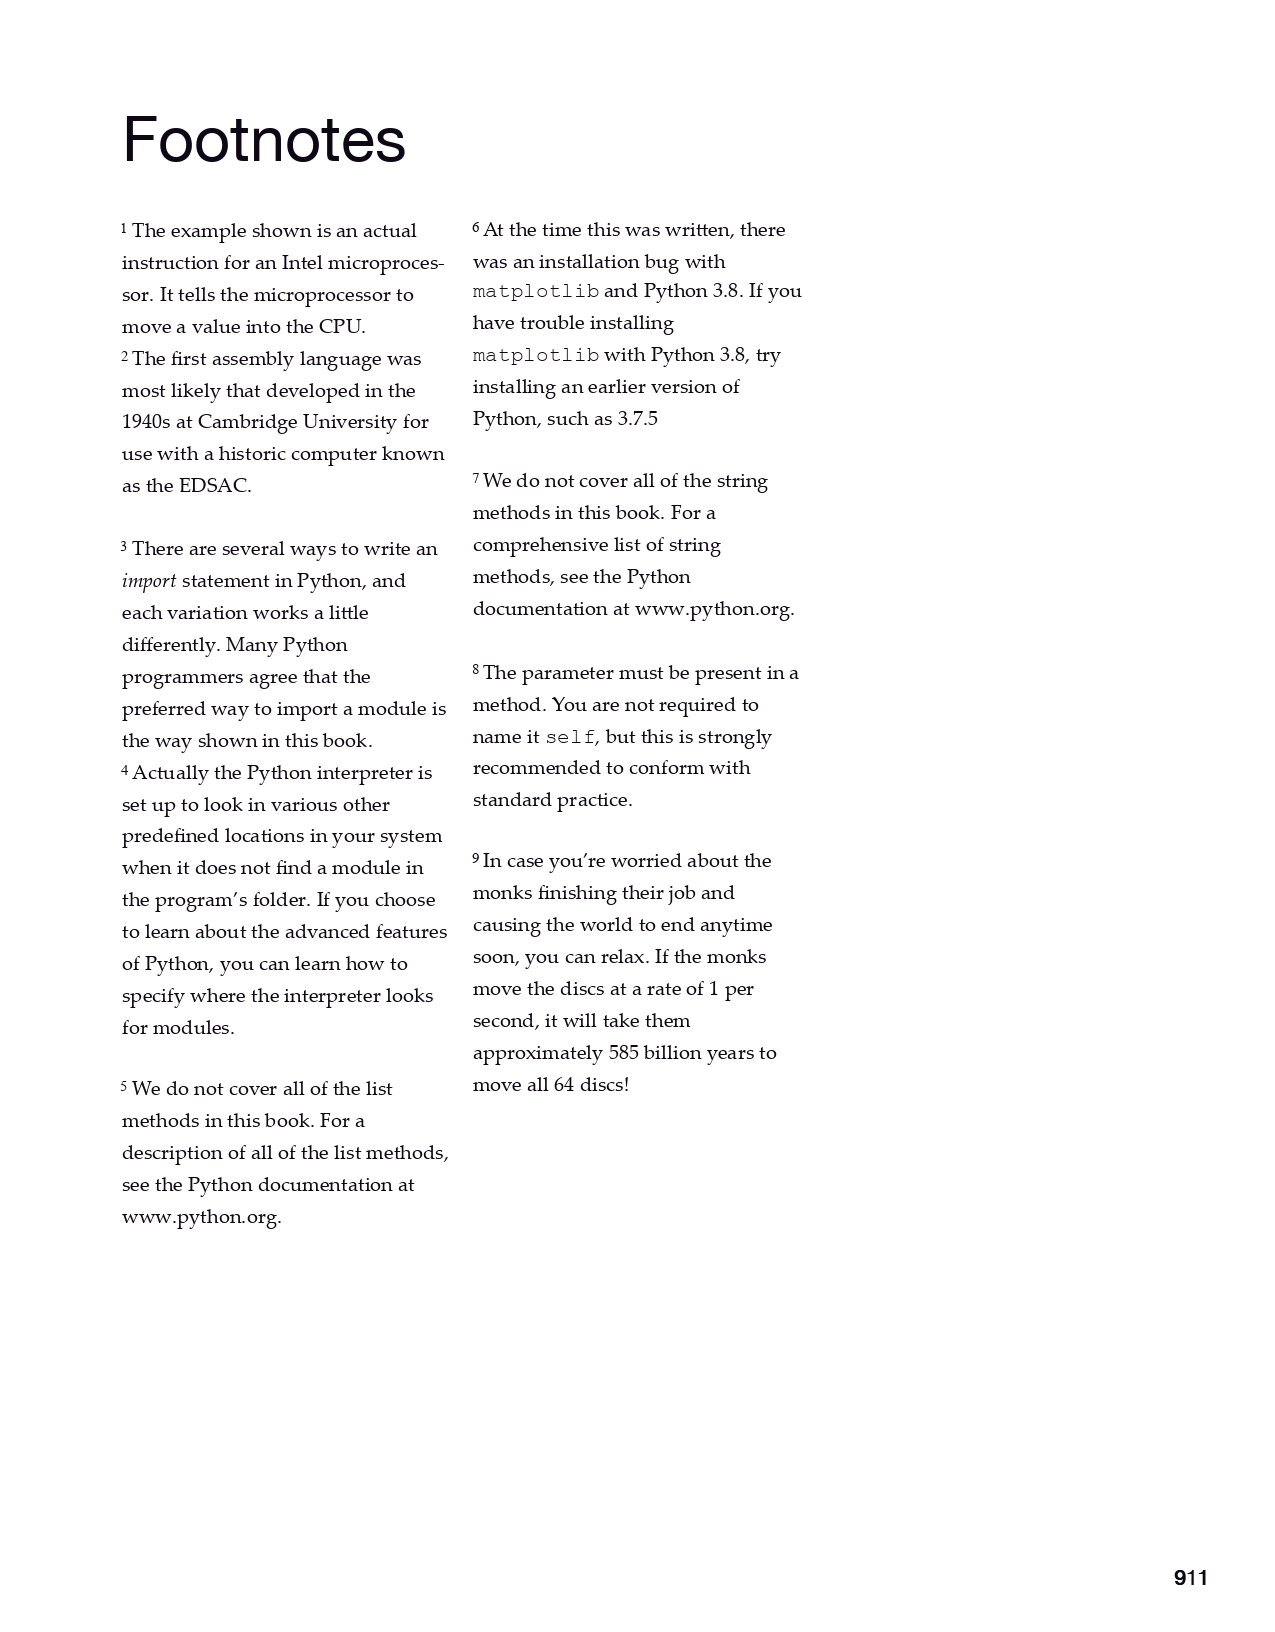 Footnotes
1 The example shown is an actual
instruction for an Intel microproces-
sor. It tells the microprocessor to
move a value into the CPU.
2 The first assembly language was
most likely that developed in the
1940s at Cambridge University for
use with a historic computer known
as the EDSAC.
3 There are several ways to write an
import statement in Python, and
each variation works a little
differently. Many Python
programmers agree that the
preferred way to import a module is
the way shown in this book.
4 Actually the Python interpreter is
set up to look in various other
predefined locations in your system
when it does not find a module in
the program’s folder. If you choose
to learn about the advanced features
of Python, you can learn how to
specify where the interpreter looks
for modules.
5 We do not cover all of the list
methods in this book. For a
description of all of the list methods,
see the Python documentation at
www.python.org.
6 At the time this was written, there
was an installation bug with
matplotlib and Python 3.8. If you
have trouble installing
matplotlib with Python 3.8, try
installing an earlier version of
Python, such as 3.7.5
7 We do not cover all of the string
methods in this book. For a
comprehensive list of string
methods, see the Python
documentation at www.python.org.
8 The parameter must be present in a
method. You are not required to
name it self, but this is strongly
recommended to conform with
standard practice.
9 In case you’re worried about the
monks finishing their job and
causing the world to end anytime
soon, you can relax. If the monks
move the discs at a rate of 1 per
second, it will take them
approximately 585 billion years to
move all 64 discs!
911